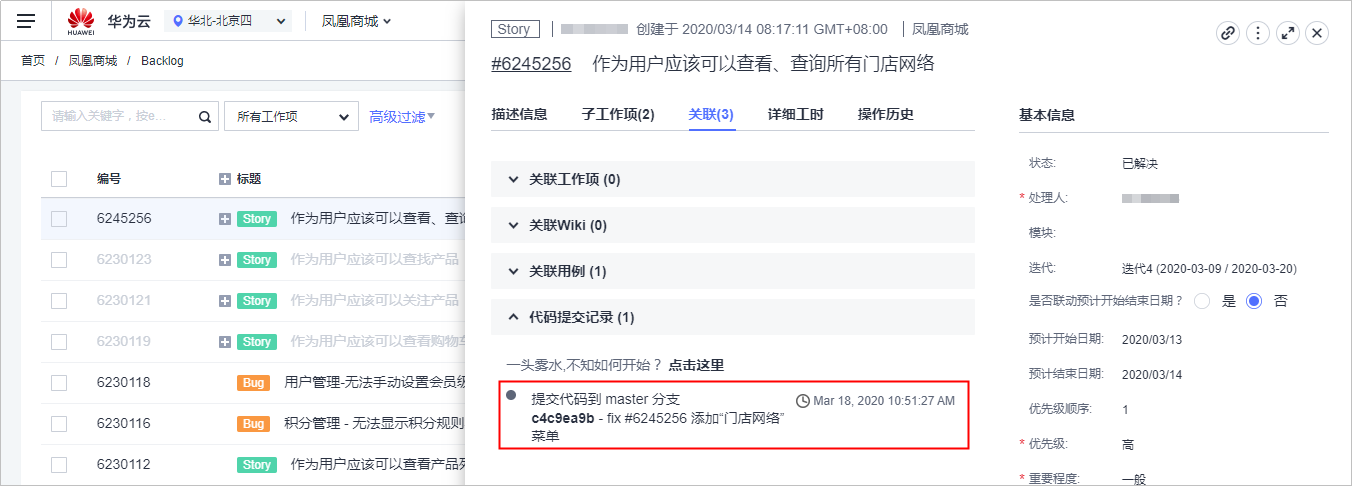 HUAWEI
华为云
华北-北京四
凤凰商城
首页 / 凤凰商城 / Backlog
请输入关键字，按e...
所有工作项
高级过滤
编号 标题
6245256 Story 作为用户应该可以查看、查询
6230123 Story 作为用户应该可以查找产品
6230121 Story 作为用户应该可以关注产品
6230119 Story 作为用户应该可以查看购物车
6230118 Bug 用户管理-无法手动设置会员级
6230116 Bug 积分管理 - 无法显示积分规则
6230112 Story 作为用户应该可以查看产品列
Story 创建于 2020/03/14 08:17:11 GMT+08:00 凤凰商城
#6245256 作为用户应该可以查看、查询所有门店网络
描述信息 子工作项(2) 关联(3) 详细工时 操作历史
关联工作项 (0)
关联Wiki (0)
关联用例 (1)
代码提交记录 (1)
一头雾水,不知如何开始？ 点击这里
提交代码到 master 分支 Mar 18, 2020 10:51:27 AM
c4c9ea9b - fix #6245256 添加“门店网络”
菜单
基本信息
状态: 已解决
* 处理人:
模块:
迭代: 迭代4 (2020-03-09 / 2020-03-20)
是否联动预计开始结束日期？ 是 否
预计开始日期: 2020/03/13
预计结束日期: 2020/03/14
优先级顺序: 1
* 优先级: 高
* 重要程度: 一般